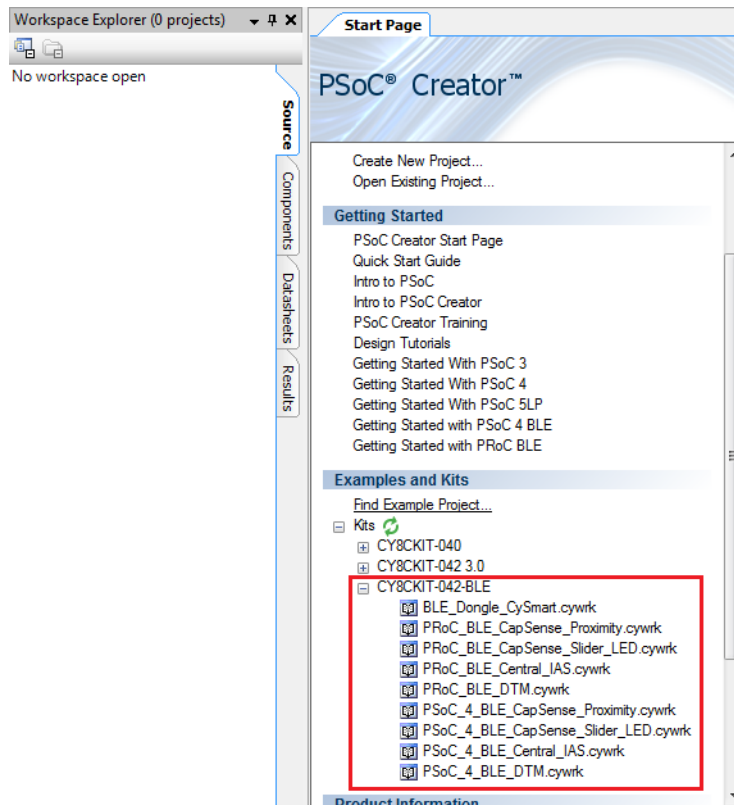 Workspace Explorer (0 projects)
No workspace open
Source
Components
Datasheets
Results
Start Page
PSoC® Creator™
Create New Project...
Open Existing Project...
Getting Started
PSoC Creator Start Page
Quick Start Guide
Intro to PSoC
Intro to PSoC Creator
PSoC Creator Training
Design Tutorials
Getting Started With PSoC 3
Getting Started With PSoC 4
Getting Started With PSoC 5LP
Getting Started with PSoC 4 BLE
Getting Started with PRoC BLE
Examples and Kits
Find Example Project...
Kits
CY8CKIT-040
CY8CKIT-042 3.0
CY8CKIT-042-BLE
BLE_Dongle_CySmart.cywrk
PRoC_BLE_CapSense_Proximity.cywrk
PRoC_BLE_CapSense_Slider_LED.cywrk
PRoC_BLE_Central_IAS.cywrk
PRoC_BLE_DTM.cywrk
PSoC_4_BLE_CapSense_Proximity.cywrk
PSoC_4_BLE_CapSense_Slider_LED.cywrk
PSoC_4_BLE_Central_IAS.cywrk
PSoC_4_BLE_DTM.cywrk
Product Information